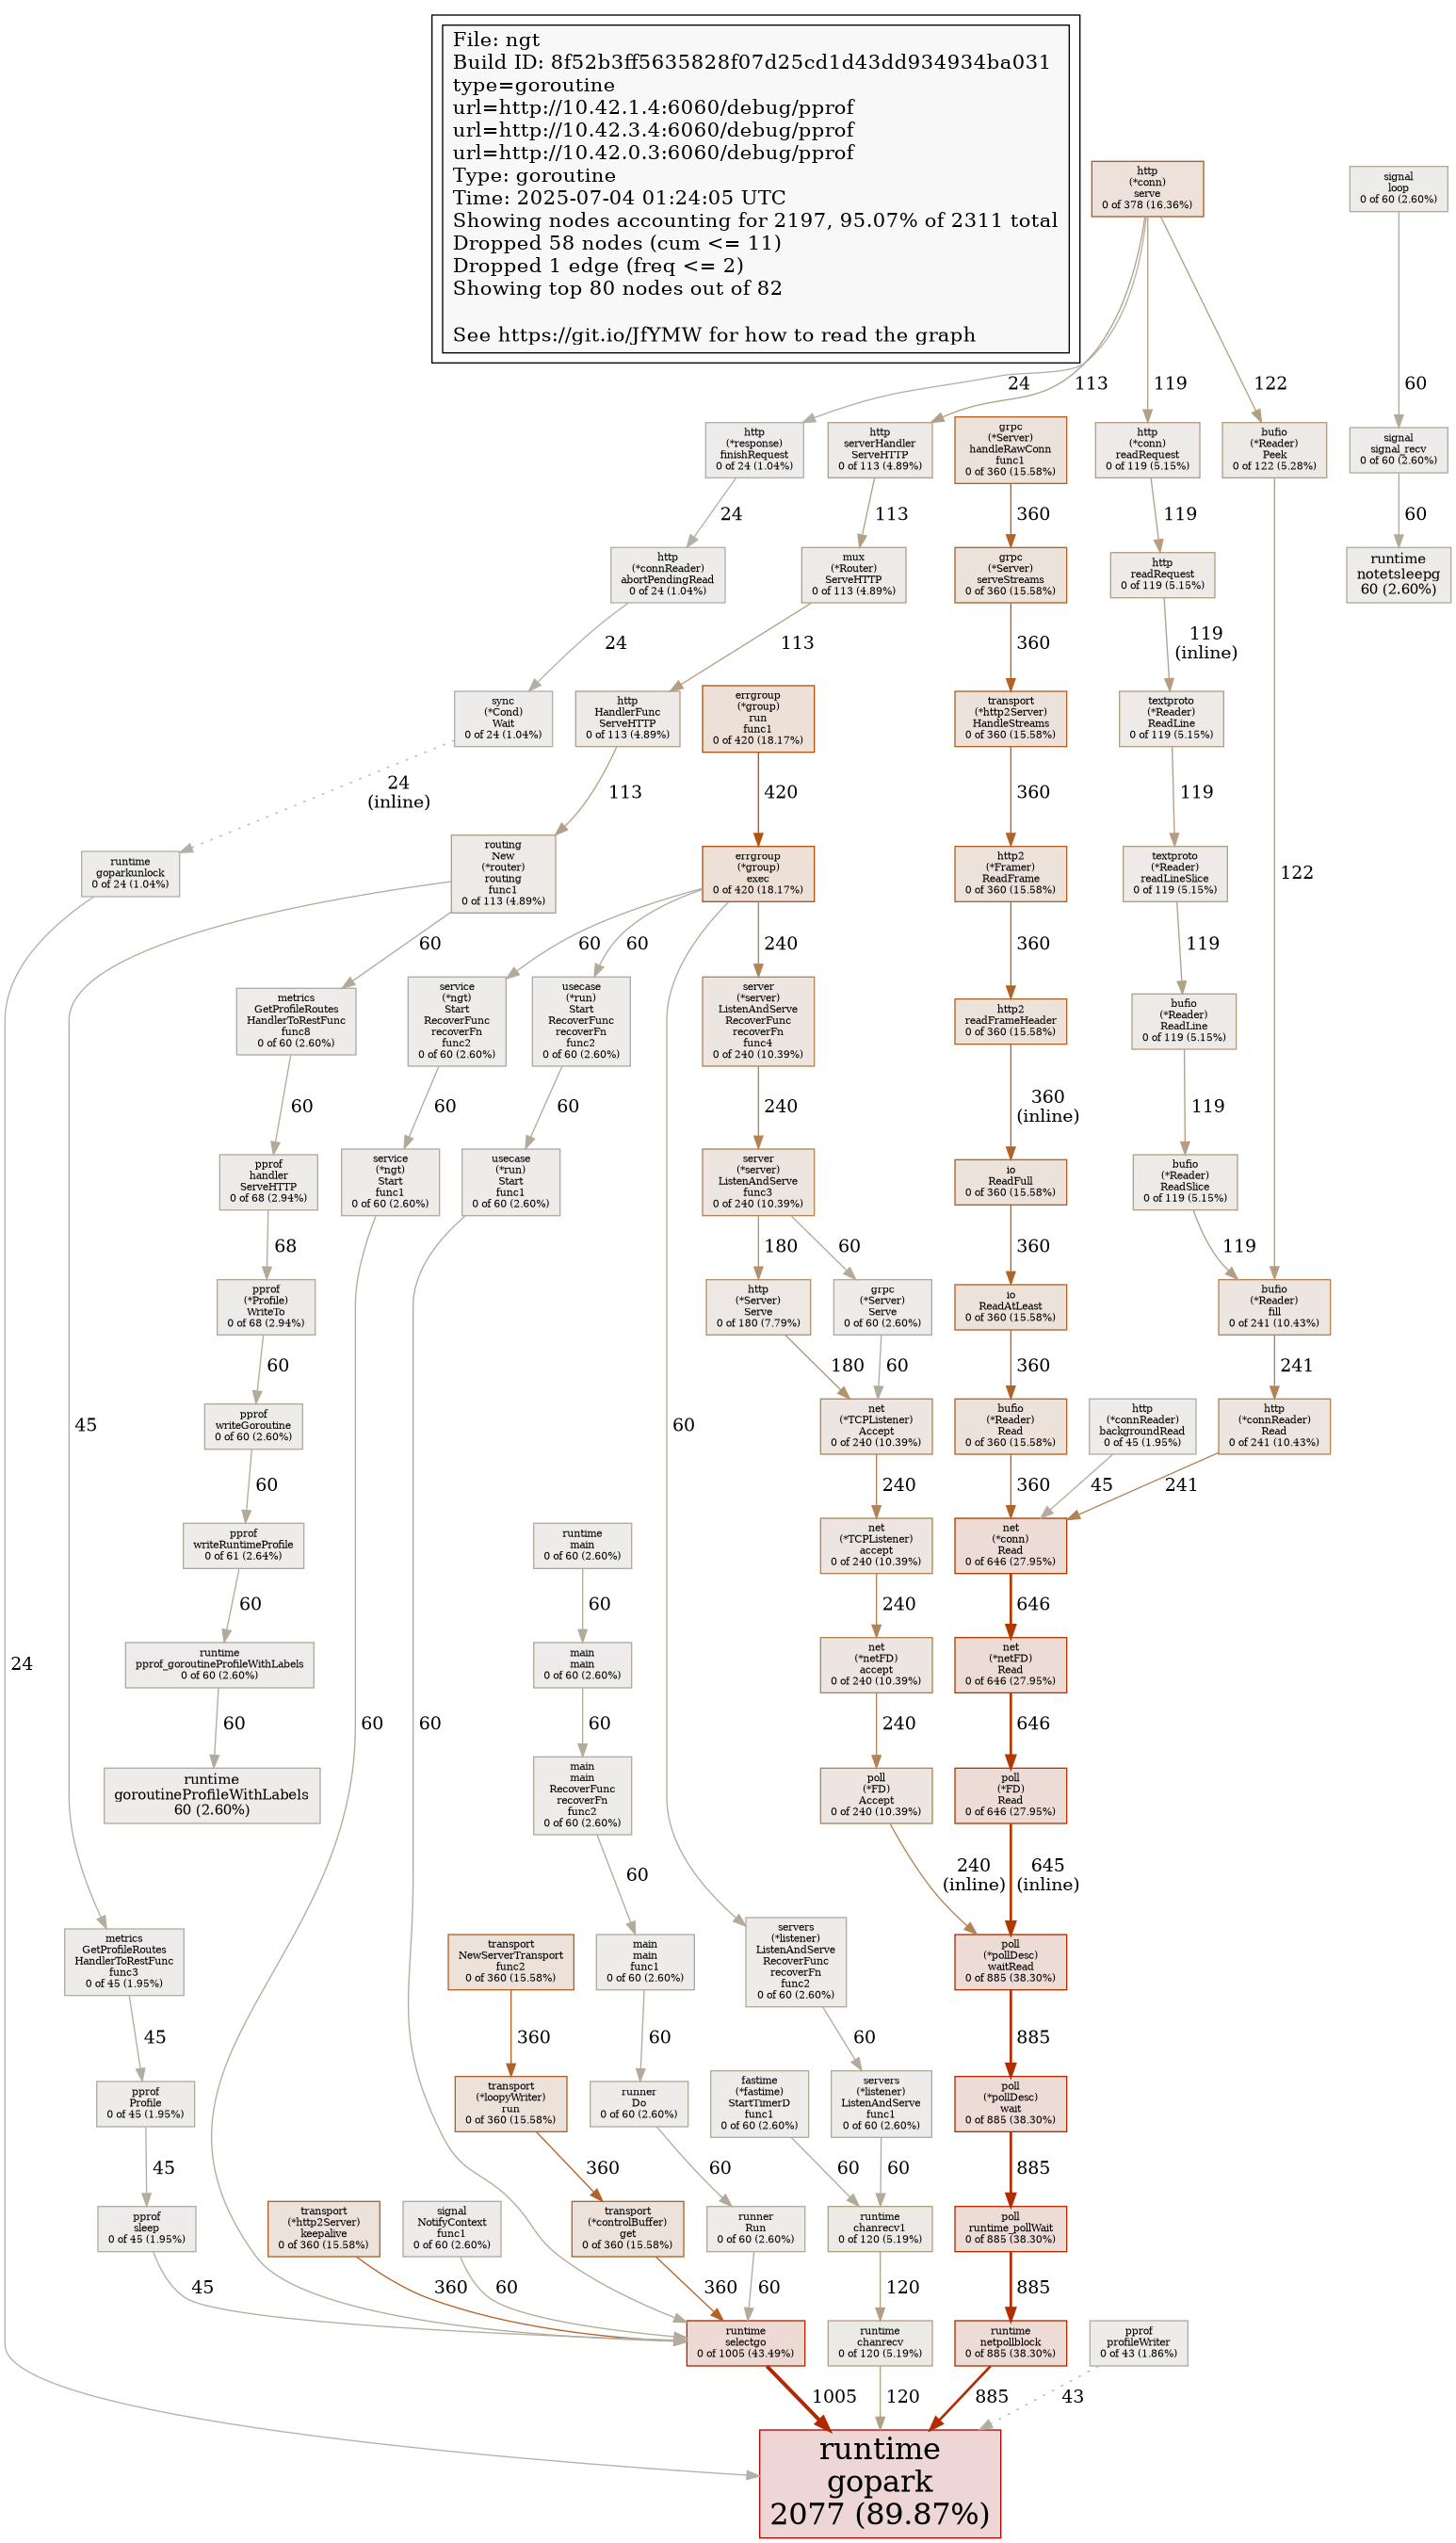 File: ngt
Build ID: 8f52b3ff5635828f07d25cd1d43dd934934ba031
type=goroutine
url=http://10.42.1.4:6060/debug/pprof
url=http://10.42.3.4:6060/debug/pprof
url=http://10.42.0.3:6060/debug/pprof
Type: goroutine
Time: 2025-07-04 01:24:05 UTC
Showing nodes accounting for 2197, 95.07% of 2311 total
Dropped 58 nodes (cum <= 11)
Dropped 1 edge (freq <= 2)
Showing top 80 nodes out of 82
See https://git.io/JfYMW for how to read the graph
http
(*conn)
serve
0 of 378 (16.36%)
signal
loop
0 of 60 (2.60%)
24
113
119
122
60
http
(*response)
finishRequest
0 of 24 (1.04%)
http
serverHandler
ServeHTTP
0 of 113 (4.89%)
grpc
(*Server)
handleRawConn
func1
0 of 360 (15.58%)
http
(*conn)
readRequest
0 of 119 (5.15%)
bufio
(*Reader)
Peek
0 of 122 (5.28%)
signal
signal_recv
0 of 60 (2.60%)
24
113
360
119
60
http
(*connReader)
abortPendingRead
0 of 24 (1.04%)
mux
(*Router)
ServeHTTP
0 of 113 (4.89%)
grpc
(*Server)
serveStreams
0 of 360 (15.58%)
http
readRequest
0 of 119 (5.15%)
runtime
notetsleepg
60 (2.60%)
24
113
360
119
(inline)
sync
(*Cond)
Wait
0 of 24 (1.04%)
http
HandlerFunc
ServeHTTP
0 of 113 (4.89%)
errgroup
(*group)
run
func1
0 of 420 (18.17%)
transport
(*http2Server)
HandleStreams
0 of 360 (15.58%)
textproto
(*Reader)
ReadLine
0 of 119 (5.15%)
24
(inline)
113
420
360
119
runtime
goparkunlock
0 of 24 (1.04%)
routing
New
(*router)
routing
func1
0 of 113 (4.89%)
errgroup
(*group)
exec
0 of 420 (18.17%)
http2
(*Framer)
ReadFrame
0 of 360 (15.58%)
textproto
(*Reader)
readLineSlice
0 of 119 (5.15%)
122
60
60
60
240
360
119
metrics
GetProfileRoutes
HandlerToRestFunc
func8
0 of 60 (2.60%)
service
(*ngt)
Start
RecoverFunc
recoverFn
func2
0 of 60 (2.60%)
usecase
(*run)
Start
RecoverFunc
recoverFn
func2
0 of 60 (2.60%)
server
(*server)
ListenAndServe
RecoverFunc
recoverFn
func4
0 of 240 (10.39%)
http2
readFrameHeader
0 of 360 (15.58%)
bufio
(*Reader)
ReadLine
0 of 119 (5.15%)
60
60
60
240
360
(inline)
119
pprof
handler
ServeHTTP
0 of 68 (2.94%)
service
(*ngt)
Start
func1
0 of 60 (2.60%)
usecase
(*run)
Start
func1
0 of 60 (2.60%)
server
(*server)
ListenAndServe
func3
0 of 240 (10.39%)
io
ReadFull
0 of 360 (15.58%)
bufio
(*Reader)
ReadSlice
0 of 119 (5.15%)
68
180
60
360
119
pprof
(*Profile)
WriteTo
0 of 68 (2.94%)
http
(*Server)
Serve
0 of 180 (7.79%)
grpc
(*Server)
Serve
0 of 60 (2.60%)
io
ReadAtLeast
0 of 360 (15.58%)
bufio
(*Reader)
fill
0 of 241 (10.43%)
60
180
60
360
241
pprof
writeGoroutine
0 of 60 (2.60%)
45
60
net
(*TCPListener)
Accept
0 of 240 (10.39%)
bufio
(*Reader)
Read
0 of 360 (15.58%)
http
(*connReader)
backgroundRead
0 of 45 (1.95%)
http
(*connReader)
Read
0 of 241 (10.43%)
60
240
360
45
241
pprof
writeRuntimeProfile
0 of 61 (2.64%)
runtime
main
0 of 60 (2.60%)
net
(*TCPListener)
accept
0 of 240 (10.39%)
net
(*conn)
Read
0 of 646 (27.95%)
60
60
240
646
24
runtime
pprof_goroutineProfileWithLabels
0 of 60 (2.60%)
main
main
0 of 60 (2.60%)
net
(*netFD)
accept
0 of 240 (10.39%)
net
(*netFD)
Read
0 of 646 (27.95%)
60
60
60
60
240
646
runtime
goroutineProfileWithLabels
60 (2.60%)
main
main
RecoverFunc
recoverFn
func2
0 of 60 (2.60%)
poll
(*FD)
Accept
0 of 240 (10.39%)
poll
(*FD)
Read
0 of 646 (27.95%)
60
240
(inline)
645
(inline)
metrics
GetProfileRoutes
HandlerToRestFunc
func3
0 of 45 (1.95%)
transport
NewServerTransport
func2
0 of 360 (15.58%)
main
main
func1
0 of 60 (2.60%)
servers
(*listener)
ListenAndServe
RecoverFunc
recoverFn
func2
0 of 60 (2.60%)
poll
(*pollDesc)
waitRead
0 of 885 (38.30%)
45
360
60
60
885
pprof
Profile
0 of 45 (1.95%)
transport
(*loopyWriter)
run
0 of 360 (15.58%)
runner
Do
0 of 60 (2.60%)
fastime
(*fastime)
StartTimerD
func1
0 of 60 (2.60%)
servers
(*listener)
ListenAndServe
func1
0 of 60 (2.60%)
poll
(*pollDesc)
wait
0 of 885 (38.30%)
45
360
60
60
60
885
pprof
sleep
0 of 45 (1.95%)
transport
(*http2Server)
keepalive
0 of 360 (15.58%)
signal
NotifyContext
func1
0 of 60 (2.60%)
transport
(*controlBuffer)
get
0 of 360 (15.58%)
runner
Run
0 of 60 (2.60%)
runtime
chanrecv1
0 of 120 (5.19%)
poll
runtime_pollWait
0 of 885 (38.30%)
45
360
60
360
60
120
885
runtime
selectgo
0 of 1005 (43.49%)
runtime
chanrecv
0 of 120 (5.19%)
runtime
netpollblock
0 of 885 (38.30%)
pprof
profileWriter
0 of 43 (1.86%)
1005
120
885
43
runtime
gopark
2077 (89.87%)